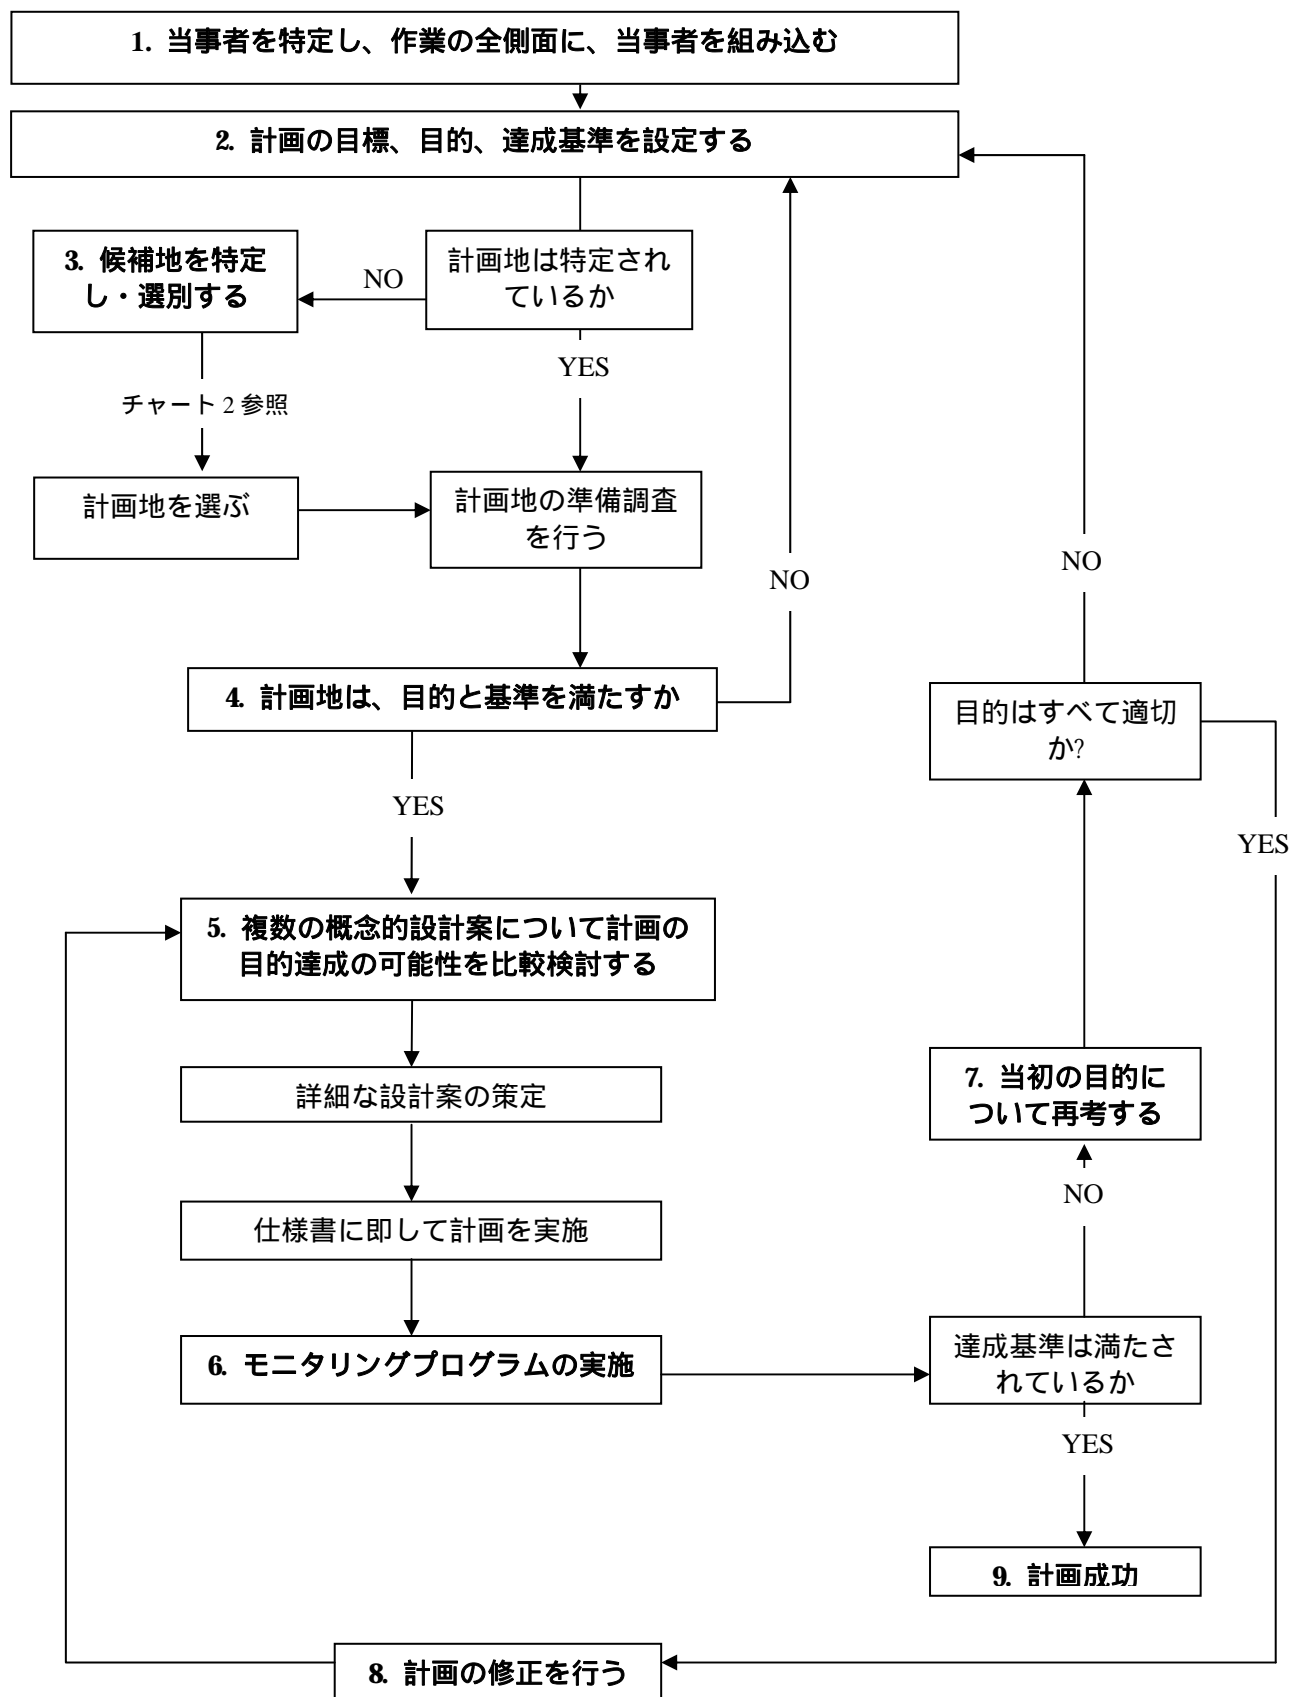 1. 当事者を特定し、作業の全側面に、当事者を組み込む
2. 計画の目標、目的、達成基準を設定する
3. 候補地を特定
し・選別する
NO
計画地は特定され
ているか
YES
チャート 2 参照
計画地を選ぶ
計画地の準備調査
を行う
NO
NO
4. 計画地は、目的と基準を満たすか
目的はすべて適切
か?
YES
YES
5. 複数の概念的設計案について計画の
目的達成の可能性を比較検討する
詳細な設計案の策定
7. 当初の目的に
ついて再考する
NO
仕様書に即して計画を実施
6. モニタリングプログラムの実施
達成基準は満たさ
れているか
YES
9. 計画成功
8. 計画の修正を行う